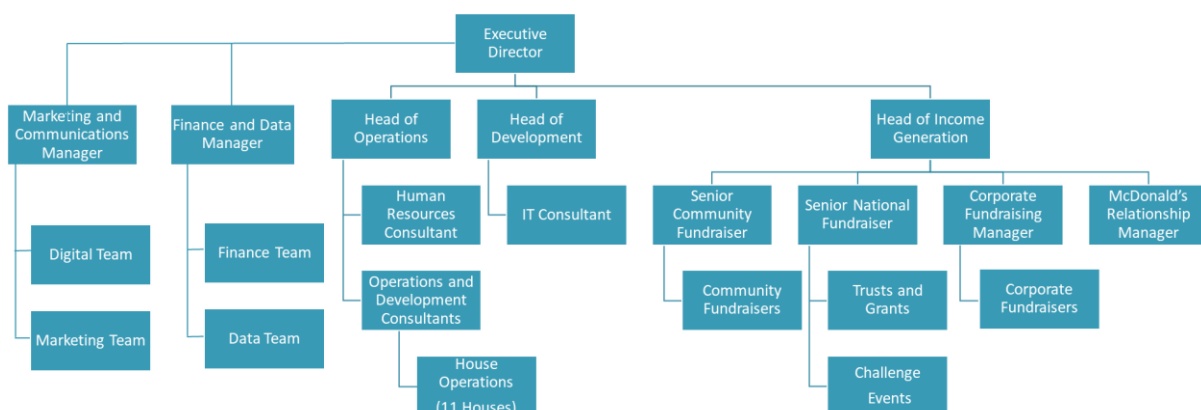 Executive
Director
Marketing and
Communications
Manager
Finance and Data
Manager
Head of
Operations
Head of
Development
Head of Income
Generation
Human
Resources
Consultant
IT Consultant
Senior
Community
Fundraiser
Senior National
Fundraiser
Corporate
Fundraising
Manager
McDonald's
Relationship
Manager
Digital Team
Finance Team
Operations and
Development
Consultants
Community
Fundraisers
Trusts and
Grants
Corporate
Fundraisers
Marketing Team
Data Team
House
Operations
(11 Houses)
Challenge
Events